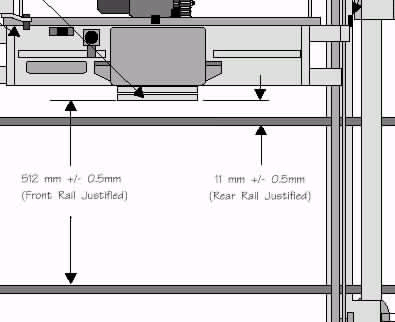 512 mm +/- 0.5mm
(Front Rail Justified)
11 mm +/- 0.5mm
(Rear Rail Justified)